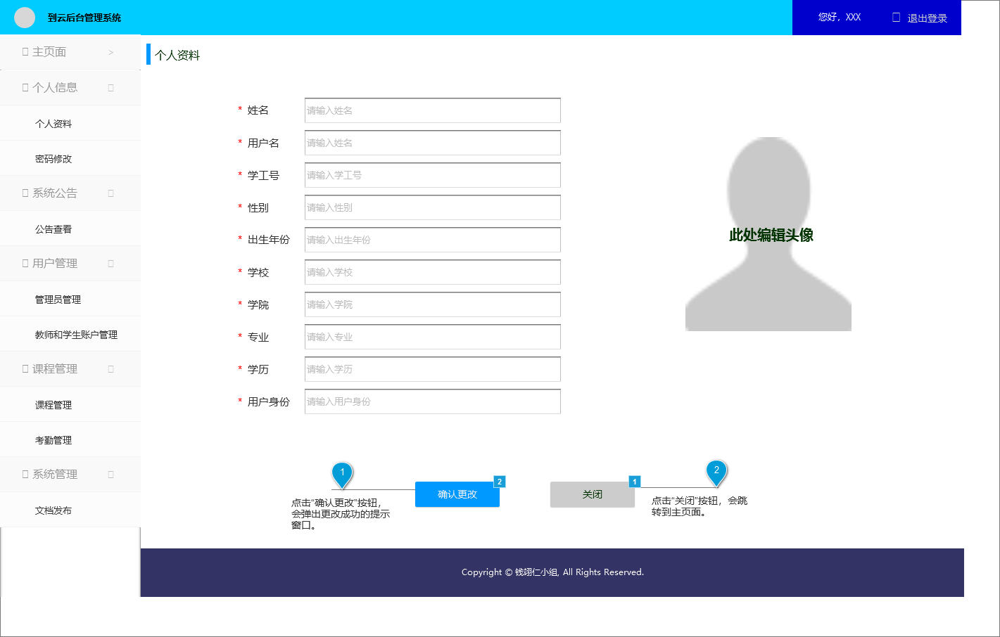 到云后台管理系统
您好，XXX
退出登录
主页面 >
个人信息
个人资料
密码修改
系统公告
公告查看
用户管理
管理员管理
教师和学生账户管理
课程管理
课程管理
考勤管理
系统管理
文档发布
个人资料
* 姓名 请输入姓名
* 用户名 请输入姓名
* 学工号 请输入学工号
* 性别 请输入性别
* 出生年份 请输入出生年份
* 学校 请输入学校
* 学院 请输入学院
* 专业 请输入专业
* 学历 请输入学历
* 用户身份 请输入用户身份
此处编辑头像
1
点击“确认更改”按钮，
会弹出更改成功的提示
窗口。
确认更改
2
关闭
1
2
点击“关闭”按钮，会跳
转到主页面。
Copyright © 钱翊仁小组, All Rights Reserved.